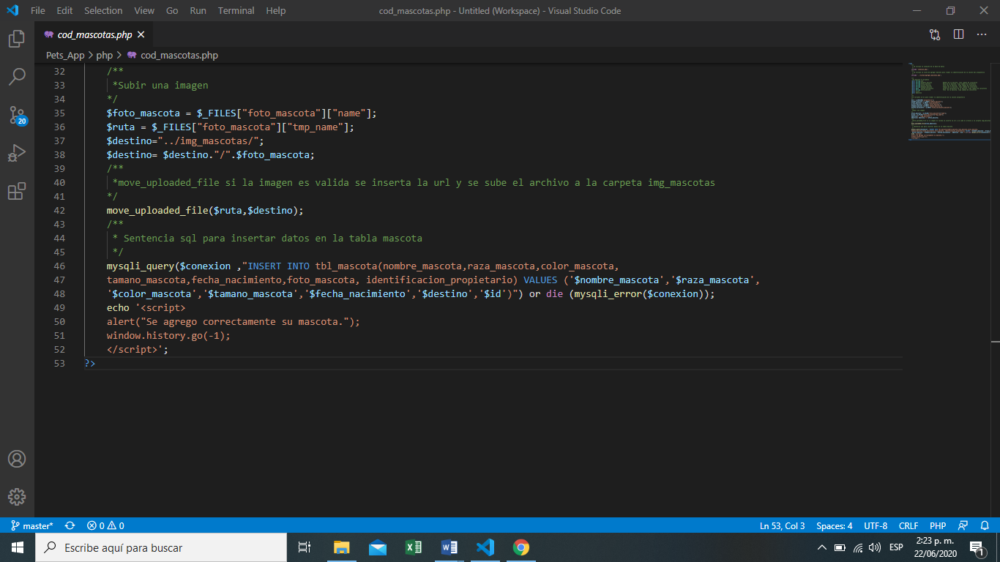 File Edit Selection View Go Run Terminal Help
cod_mascotas.php - Untitled (Workspace) - Visual Studio Code
cod_mascotas.php
Pets_App > php > cod_mascotas.php
32 /**
33 *Subir una imagen
34 */
35 $foto_mascota = $_FILES["foto_mascota"]["name"];
36 $ruta = $_FILES["foto_mascota"]["tmp_name"];
37 $destino="../img_mascotas/";
38 $destino= $destino."/".$foto_mascota;
39 /**
40 *move_uploaded_file si la imagen es valida se inserta la url y se sube el archivo a la carpeta img_mascotas
41 */
42 move_uploaded_file($ruta,$destino);
43 /**
44 * Sentencia sql para insertar datos en la tabla mascota
45 */
46 mysqli_query($conexion ,"INSERT INTO tbl_mascota(nombre_mascota,raza_mascota,color_mascota,
47 tamano_mascota,fecha_nacimiento,foto_mascota, identificacion_propietario) VALUES ('$nombre_mascota','$raza_mascota',
48 '$color_mascota','$tamano_mascota','$fecha_nacimiento','$destino','$id')") or die (mysqli_error($conexion));
49 echo '<script>
50 alert("Se agrego correctamente su mascota.");
51 window.history.go(-1);
52 </script>';
53 ?>
20
master* 0 0
Ln 53, Col 3 Spaces: 4 UTF-8 CRLF PHP
Escribe aquí para buscar
ESP
2:23 p. m.
22/06/2020
1